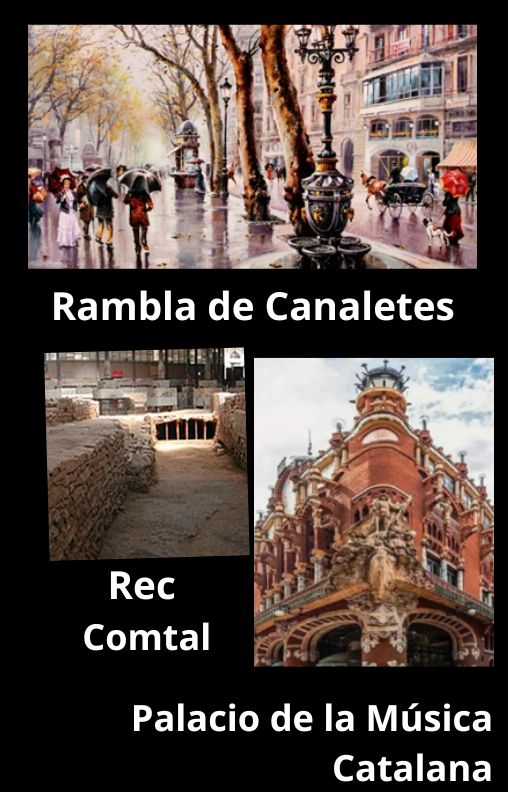 Rambla de Canaletes
Rec
Comtal
Palacio de la Música
Catalana